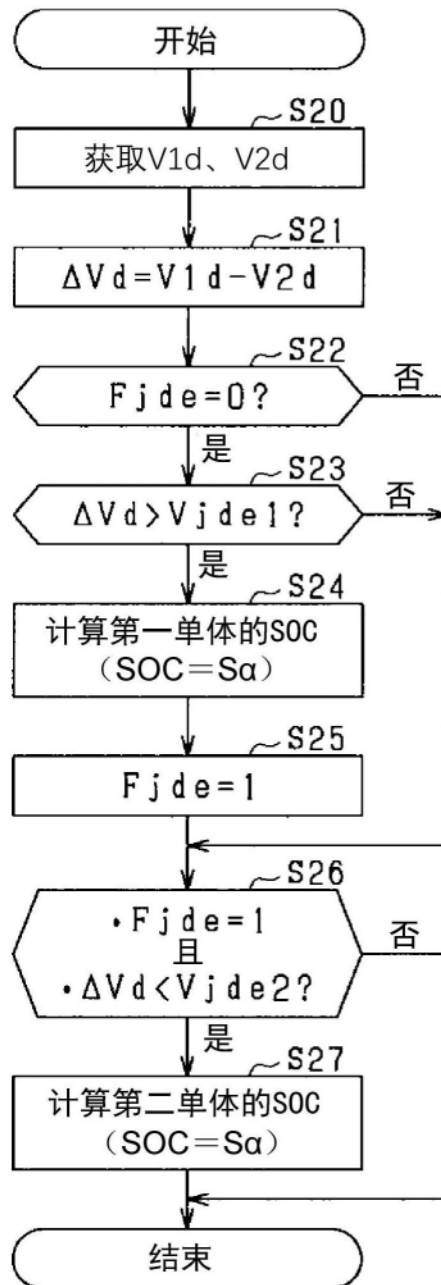 开始
S20
获取V1d、V2d
S21
ΔVd=V1d-V2d
S22
Fjde=0?
否
是
S23
ΔVd>Vjde1?
否
是
S24
计算第一单体的SOC
（SOC＝Sα）
S25
Fjde=1
S26
・Fjde=1
且
・ΔVd<Vjde2?
否
是
S27
计算第二单体的SOC
（SOC＝Sα）
结束